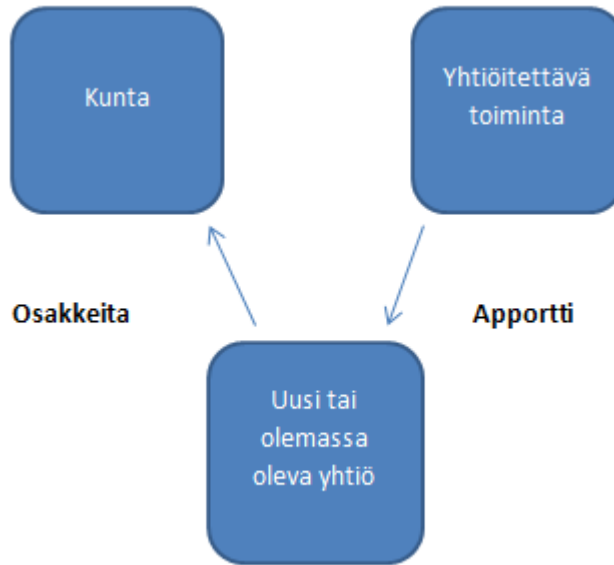 Kunta
Yhtiöitettävä
toiminta
Osakkeita
Apportti
Uusi tai
olemassa
oleva yhtiö